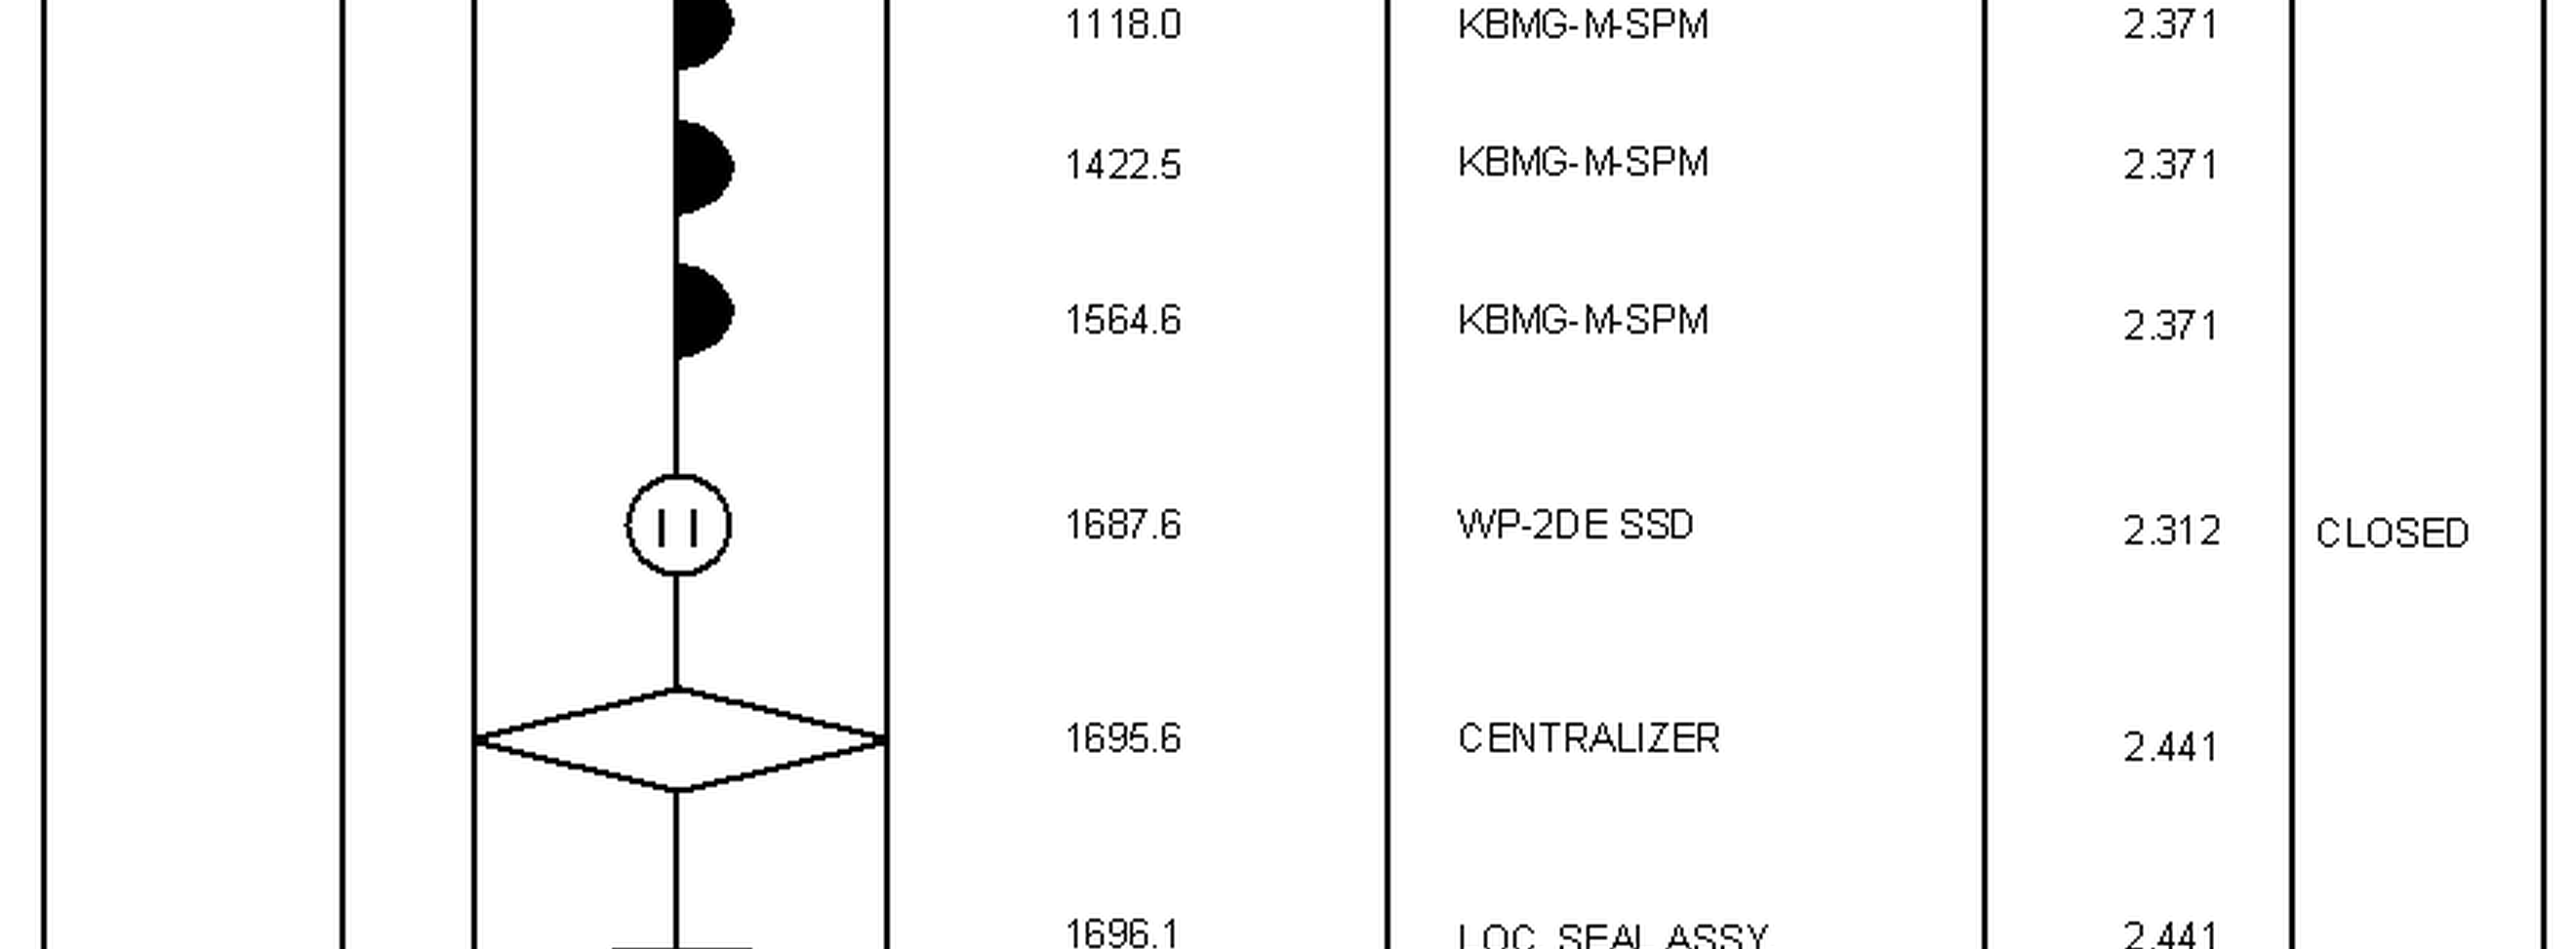 1118.0 KBMG-M-SPM 2.371
1422.5 KBMG-M-SPM 2.371
1564.6 KBMG-M-SPM 2.371
1687.6 WP-2DE SSD 2.312 CLOSED
1695.6 CENTRALIZER 2.441
1696.1 LOC SEAL ASSY 2.441